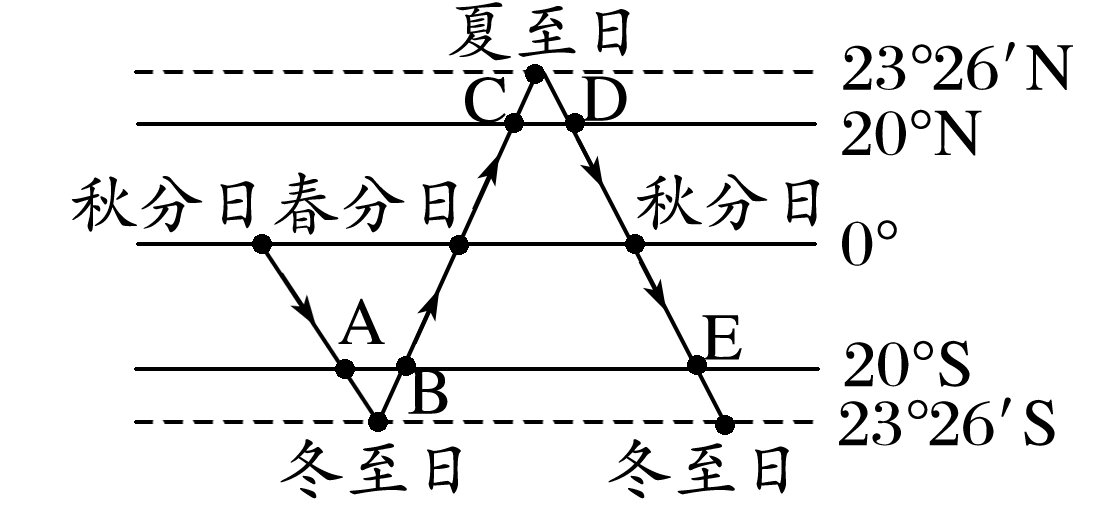 夏至日
23°26′N
C D
20°N
秋分日 春分日 秋分日
0°
A
E
20°S
B
23°26′S
冬至日 冬至日